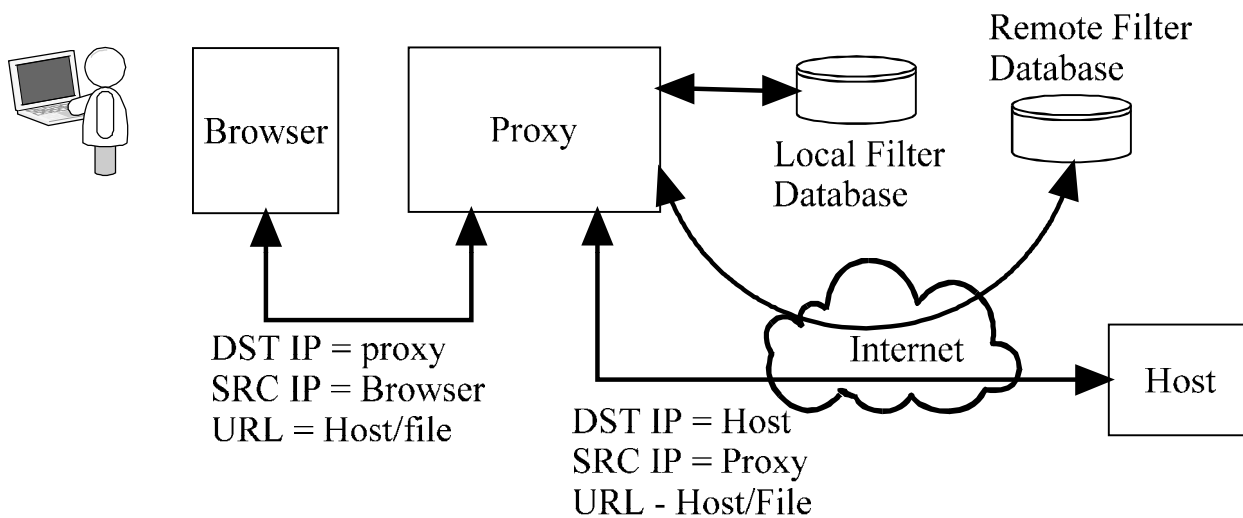 Remote Filter
Database
Browser
Proxy
Local Filter
Database
Internet
Host
DST IP = proxy
SRC IP = Browser
URL = Host/file
DST IP = Host
SRC IP = Proxy
URL - Host/File